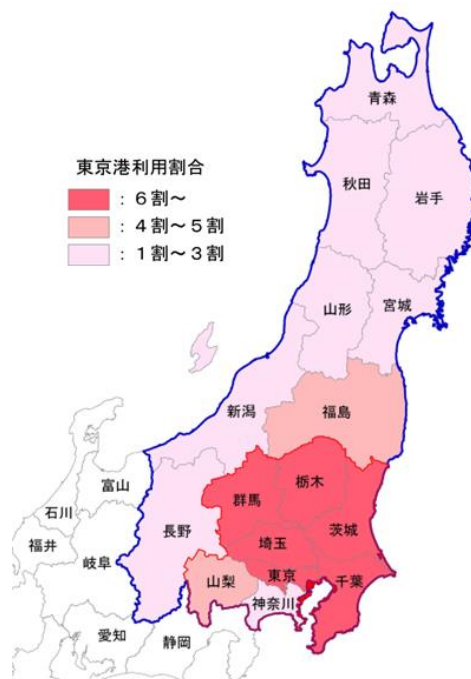 青森
東京港利用割合
：６割～
：４割～５割
：１割～３割
秋田
岩手
山形
宮城
新潟
福島
富山
石川
福井
岐阜
長野
群馬
栃木
茨城
埼玉
山梨
東京
千葉
神奈川
愛知
静岡